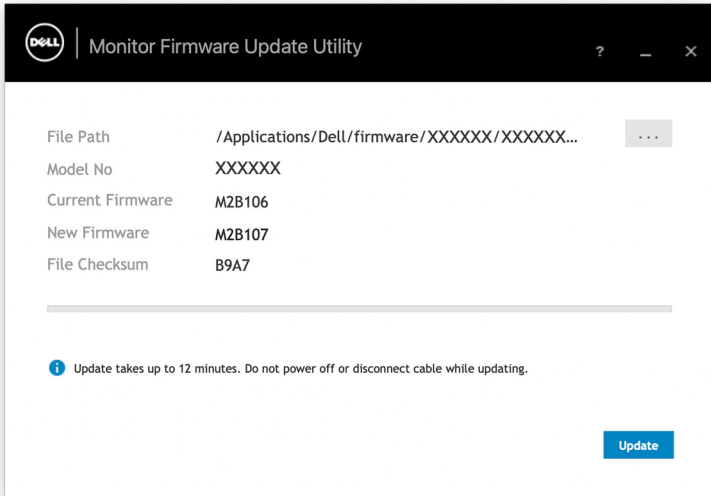 DELL Monitor Firmware Update Utility ? _ ×
File Path /Applications/Dell/firmware/XXXXXX/XXXXXX... ...
Model No XXXXXX
Current Firmware M2B106
New Firmware M2B107
File Checksum B9A7
i Update takes up to 12 minutes. Do not power off or disconnect cable while updating.
Update